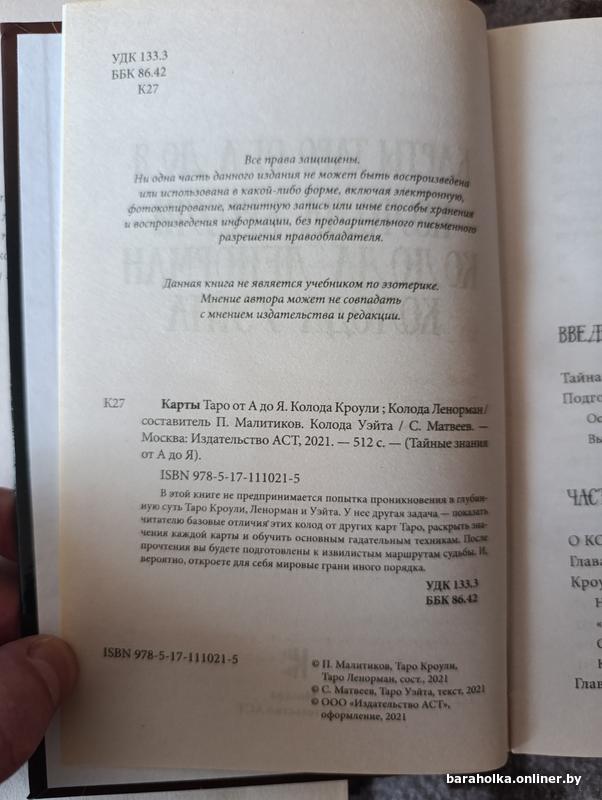 УДК 133.3
ББК 86.42
К27
Все права защищены.
Ни одна часть данного издания не может быть воспроизведена
или использована в какой-либо форме, включая электронную,
фотокопирование, магнитную запись или иные способы хранения
и воспроизведения информации, без предварительного письменного
разрешения правообладателя.
Данная книга не является учебником по эзотерике.
Мнение автора может не совпадать
с мнением издательства и редакции.
К27 Карты Таро от А до Я. Колода Кроули ; Колода Ленорман /
составитель П. Малитиков. Колода Уэйта / С. Матвеев. —
Москва: Издательство АСТ, 2021. — 512 с. — (Тайные знания
от А до Я).
ISBN 978-5-17-111021-5
В этой книге не предпринимается попытка проникновения в глубин-
ную суть Таро Кроули, Ленорман и Уэйта. У нее другая задача — показать
читателю базовые отличия этих колод от других карт Таро, раскрыть зна-
чения каждой карты и обучить основным гадательным техникам. После
прочтения вы будете подготовлены к извилистым маршрутам судьбы. И,
вероятно, откроете для себя мировые грани иного порядка.
УДК 133.3
ББК 86.42
ISBN 978-5-17-111021-5
© П. Малитиков, Таро Кроули,
Таро Ленорман, сост., 2021
© С. Матвеев, Таро Уэйта, текст, 2021
© ООО «Издательство АСТ»,
оформление, 2021
ВВЕД
Тайна
Подго
Ос
Вы
ЧАСТ
О КО
Глава
Кроу
Глав
baraholka.onliner.by